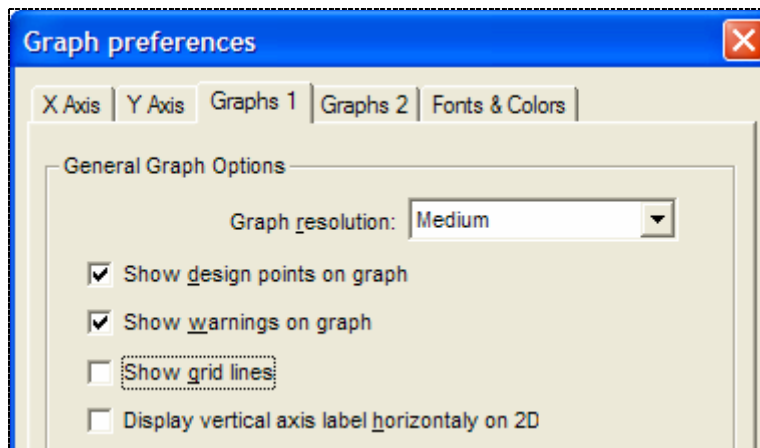 Graph preferences
X Axis Y Axis Graphs 1 Graphs 2 Fonts & Colors
General Graph Options
Graph resolution: Medium
Show design points on graph
Show warnings on graph
Show grid lines
Display vertical axis label horizontaly on 2D